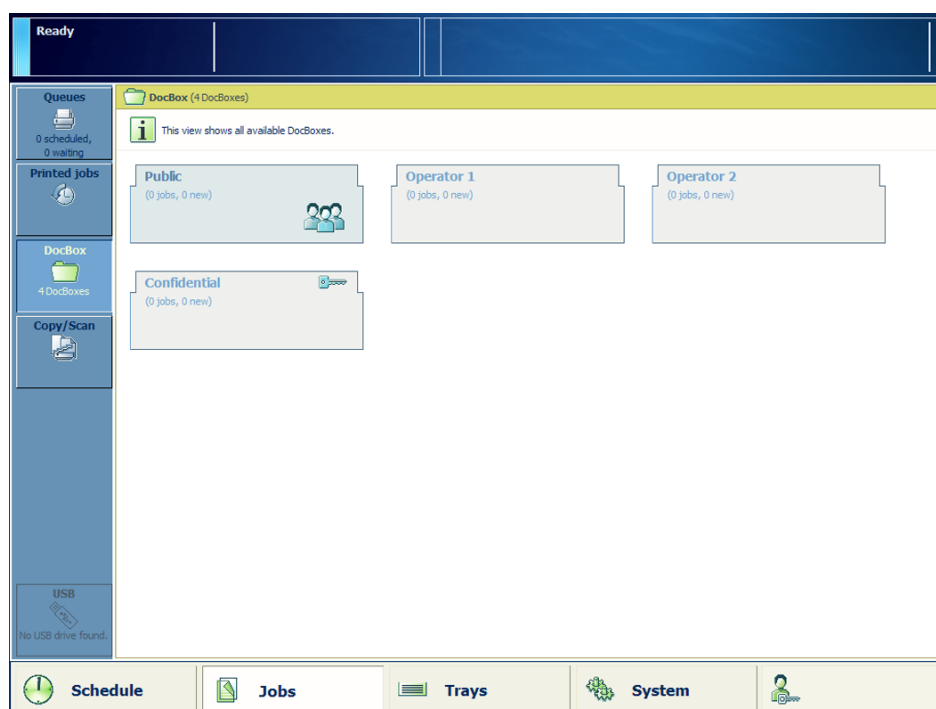 Ready
Queues
0 scheduled,
0 waiting
Printed jobs
DocBox
4 DocBoxes
Copy/Scan
USB
No USB drive found.
DocBox (4 DocBoxes)
This view shows all available DocBoxes.
Public
(0 jobs, 0 new)
Operator 1
(0 jobs, 0 new)
Operator 2
(0 jobs, 0 new)
Confidential
(0 jobs, 0 new)
Schedule
Jobs
Trays
System